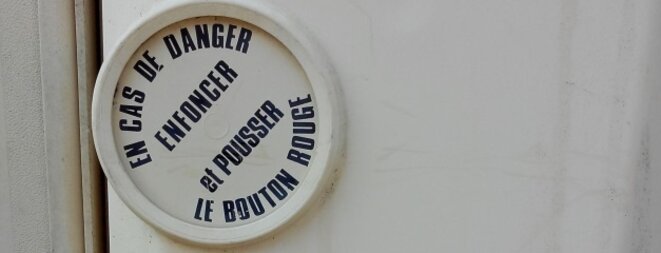 EN CAS DE DANGER
ENFONCER
et POUSSER
LE BOUTON ROUGE